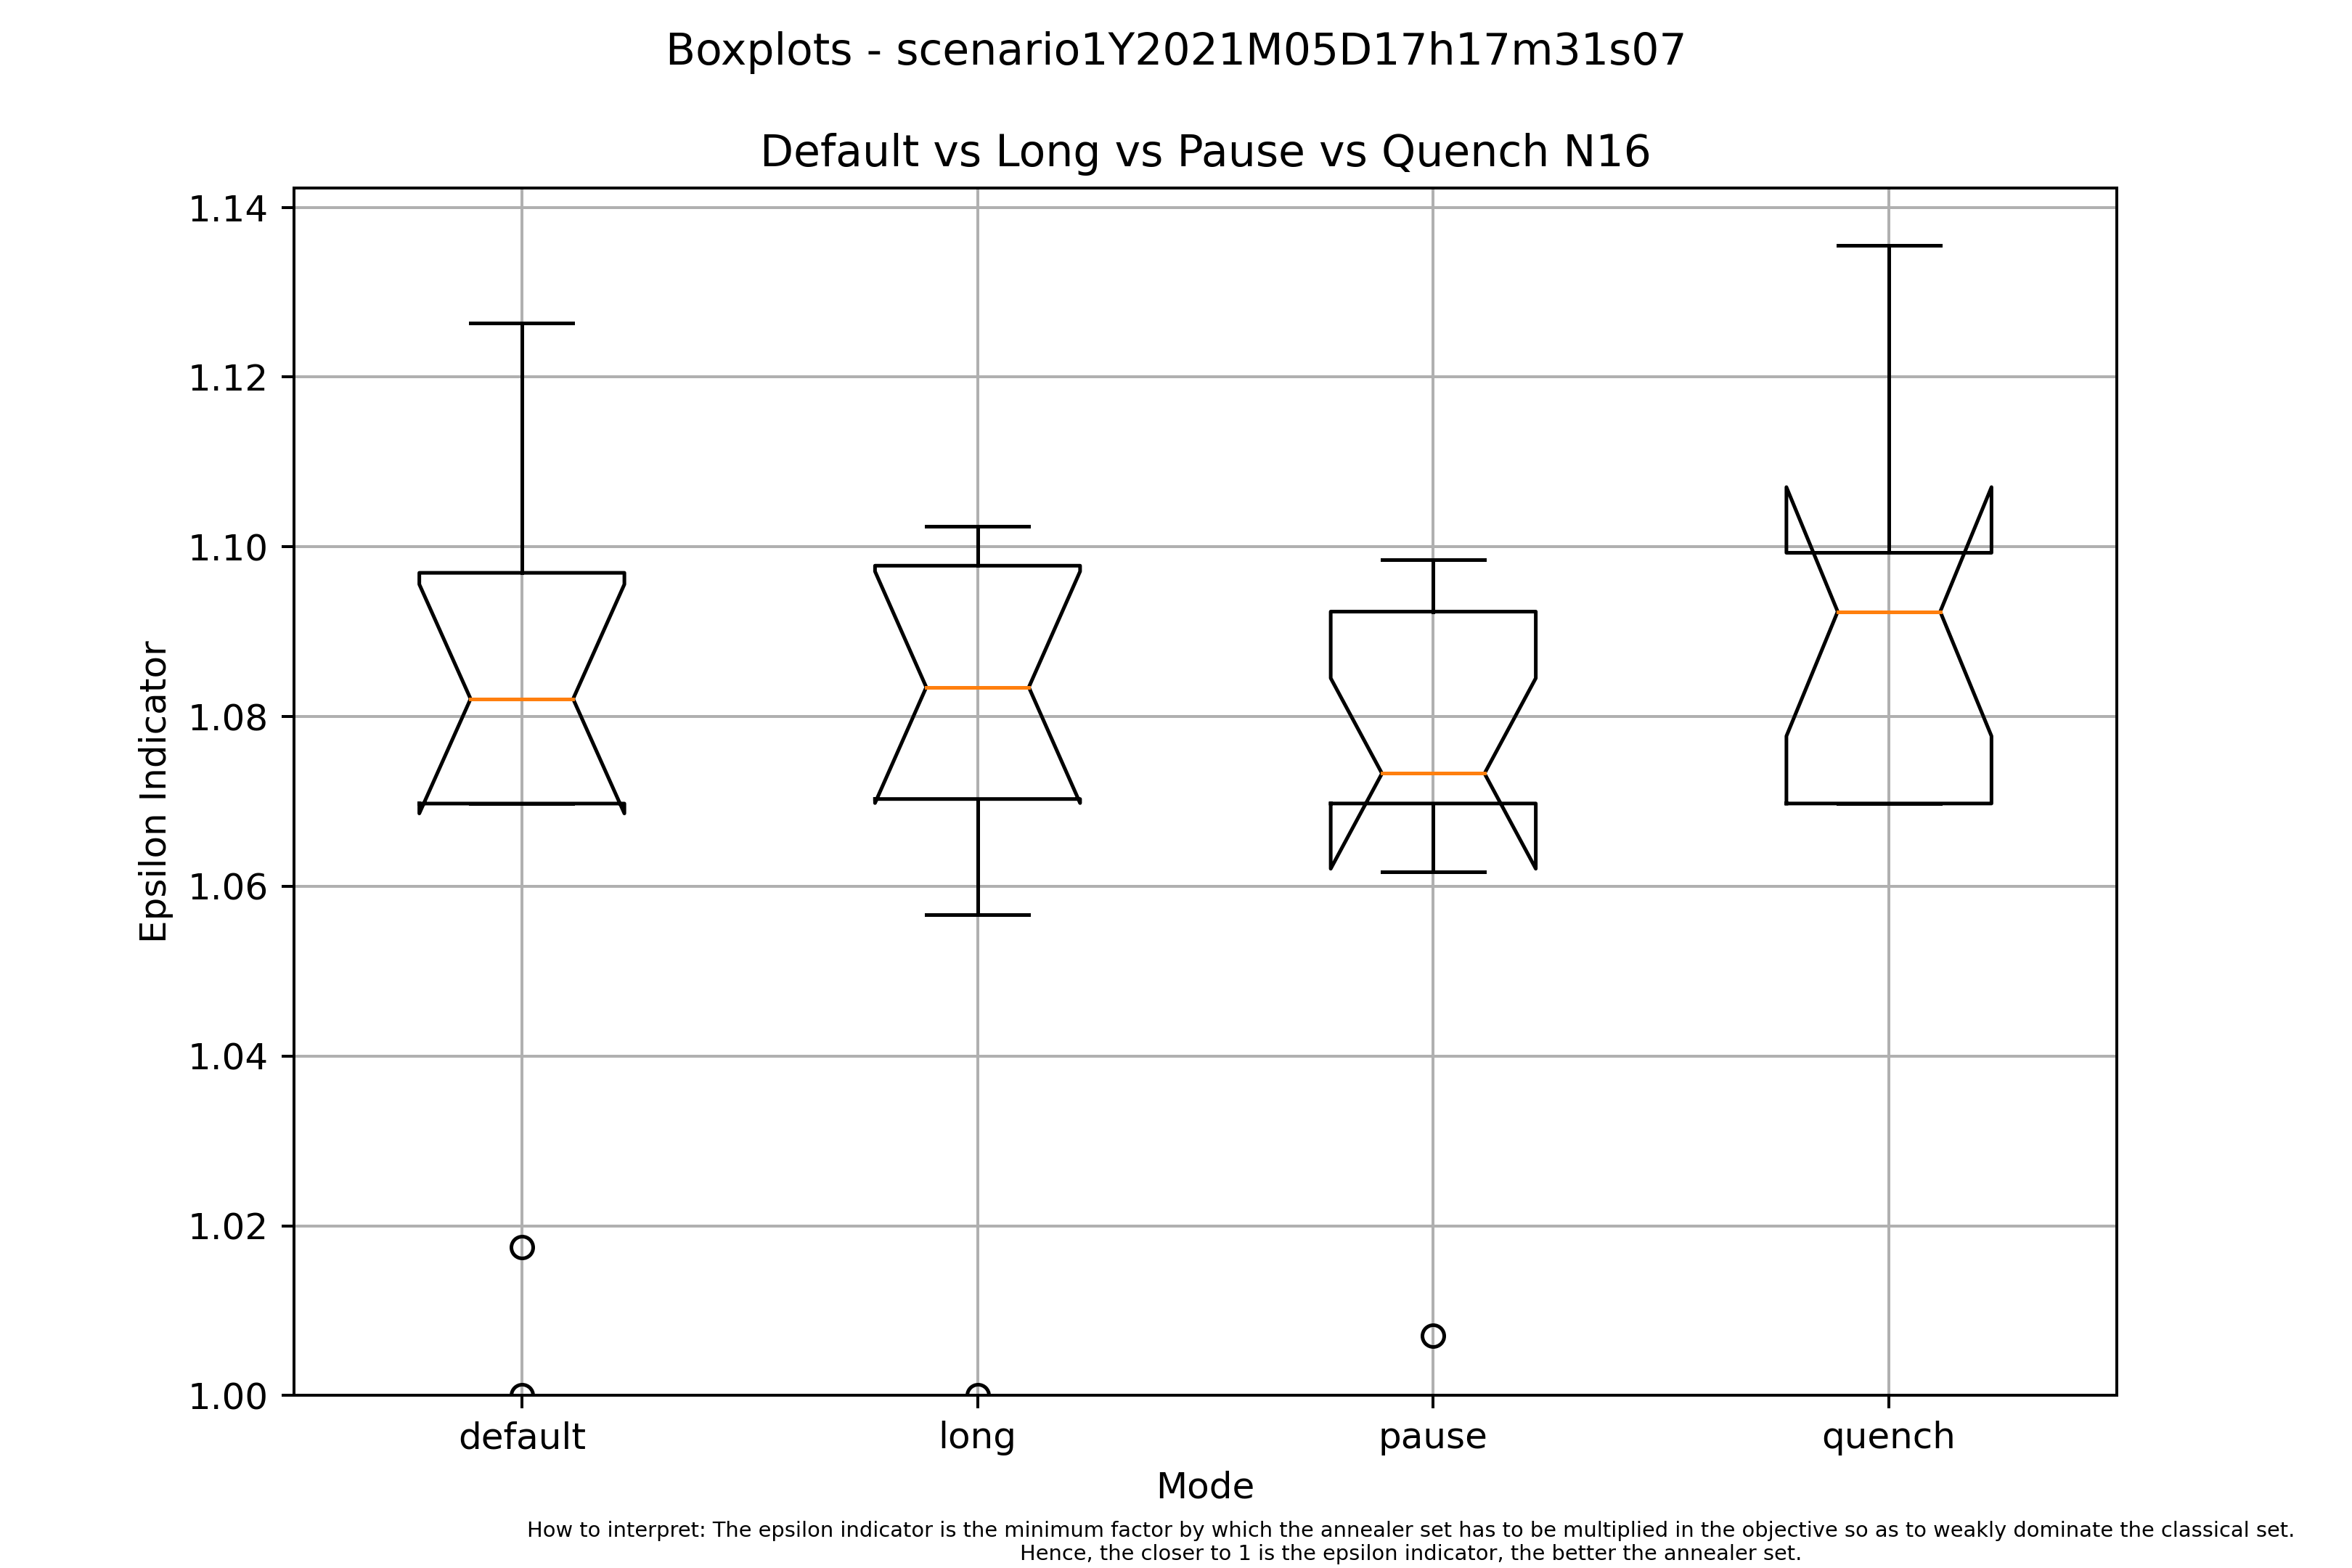 Boxplots - scenario1Y2021M05D17h17m31s07
Default vs Long vs Pause vs Quench N16
1.14
1.12
1.10
1.08
1.06
1.04
1.02
1.00
Epsilon Indicator
default long pause quench
Mode
How to interpret: The epsilon indicator is the minimum factor by which the annealer set has to be multiplied in the objective so as to weakly dominate the classical set.
Hence, the closer to 1 is the epsilon indicator, the better the annealer set.